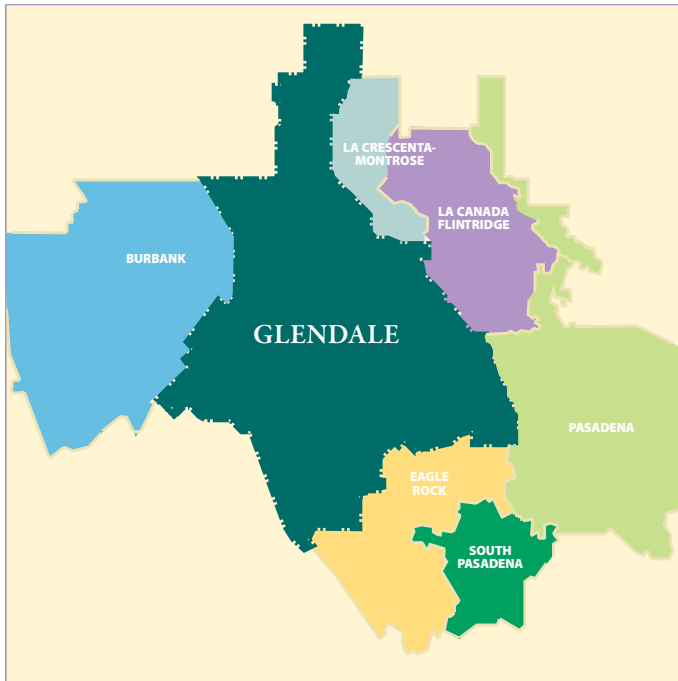 LA CRESCENTA-
MONTROSE
LA CANADA
FLINTRIDGE
BURBANK
GLENDALE
PASADENA
EAGLE
ROCK
SOUTH
PASADENA